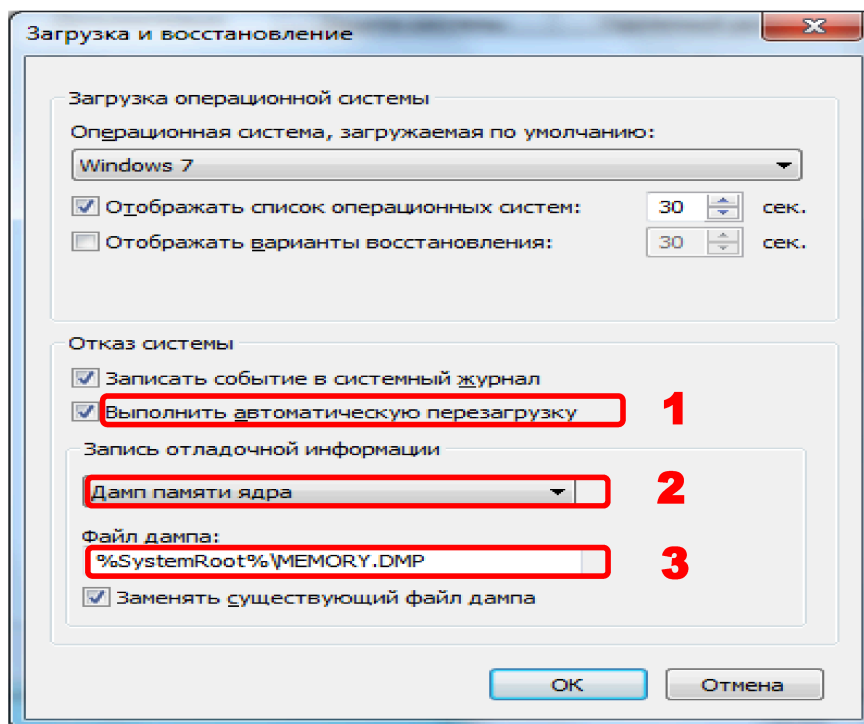 Загрузка и восстановление
Загрузка операционной системы
Операционная система, загружаемая по умолчанию:
Windows 7
Отображать список операционных систем: 30 сек.
Отображать варианты восстановления: 30 сек.
Отказ системы
Записать событие в системный журнал
Выполнить автоматическую перезагрузку 1
Запись отладочной информации
Дамп памяти ядра 2
Файл дампа:
%SystemRoot%\MEMORY.DMP 3
Заменять существующий файл дампа
OK Отмена